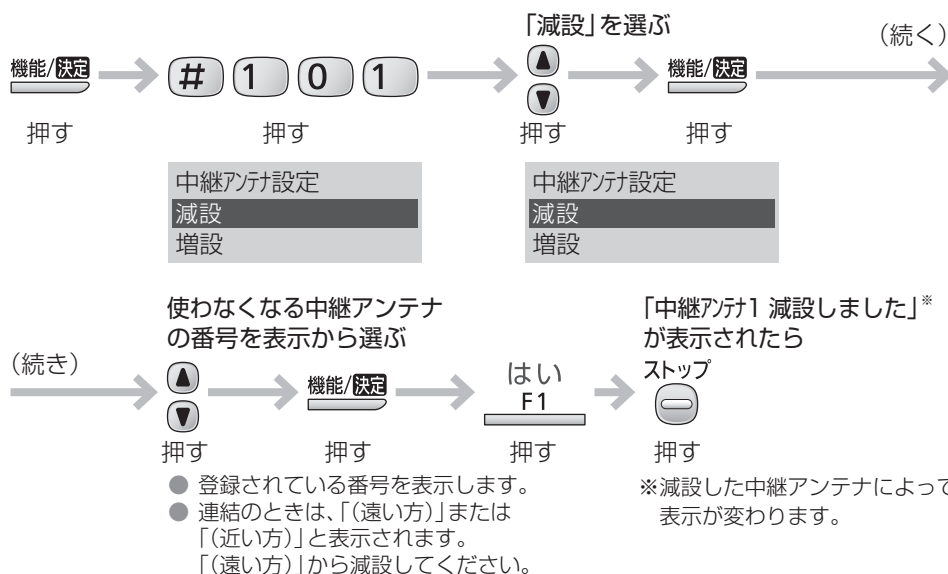 「減設」を選ぶ
(続く)
機能/決定
# 1 0 1
▲
▼
機能/決定
押す
押す
押す
押す
中継アンテナ設定
減設
増設
中継アンテナ設定
減設
増設
(続き)
使わなくなる中継アンテナ
の番号を表示から選ぶ
▲
▼
機能/決定
はい
F1
「中継アンテナ1 減設しました」※
が表示されたら
ストップ
押す
押す
押す
押す
● 登録されている番号を表示します。
● 連結のときは、「(遠い方)」または
「(近い方)」と表示されます。
「(遠い方)」から減設してください。
※減設した中継アンテナによって
表示が変わります。